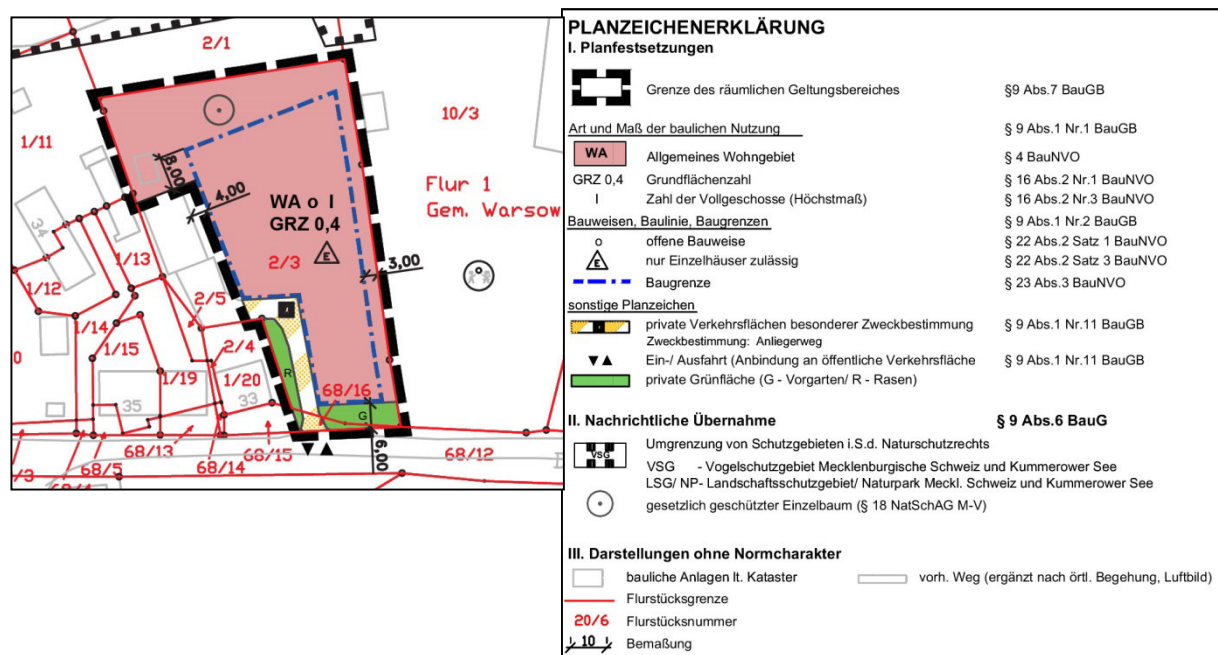 2/1
1/11
10/3
8,00
4,00
Flur 1
Gem. Warsow
WA o I
GRZ 0,4
E
2/3
3,00
34
1/13
1/12
2/5
1/14
1/15
2/4
1/19
1/20
R
68/16
33
35
G
68/13
68/14
68/15
6,00
68/12
68/5
PLANZEICHENERKLÄRUNG
I. Planfestsetzungen
Grenze des räumlichen Geltungsbereiches §9 Abs.7 BauGB
Art und Maß der baulichen Nutzung § 9 Abs.1 Nr.1 BauGB
WA Allgemeines Wohngebiet § 4 BauNVO
GRZ 0,4 Grundflächenzahl § 16 Abs.2 Nr.1 BauNVO
I Zahl der Vollgeschosse (Höchstmaß) § 16 Abs.2 Nr.3 BauNVO
Bauweisen, Baulinie, Baugrenzen § 9 Abs.1 Nr.2 BauGB
o offene Bauweise § 22 Abs.2 Satz 1 BauNVO
E nur Einzelhäuser zulässig § 22 Abs.2 Satz 3 BauNVO
Baugrenze § 23 Abs.3 BauNVO
sonstige Planzeichen
private Verkehrsflächen besonderer Zweckbestimmung § 9 Abs.1 Nr.11 BauGB
Zweckbestimmung: Anliegerweg
Ein-/ Ausfahrt (Anbindung an öffentliche Verkehrsfläche § 9 Abs.1 Nr.11 BauGB
private Grünfläche (G - Vorgarten/ R - Rasen)
II. Nachrichtliche Übernahme § 9 Abs.6 BauG
VSG Umgrenzung von Schutzgebieten i.S.d. Naturschutzrechts
VSG - Vogelschutzgebiet Mecklenburgische Schweiz und Kummerower See
LSG/ NP- Landschaftsschutzgebiet/ Naturpark Meckl. Schweiz und Kummerower See
gesetzlich geschützter Einzelbaum (§ 18 NatSchAG M-V)
III. Darstellungen ohne Normcharakter
bauliche Anlagen lt. Kataster vorh. Weg (ergänzt nach örtl. Begehung, Luftbild)
Flurstücksgrenze
20/6 Flurstücksnummer
10 Bemaßung